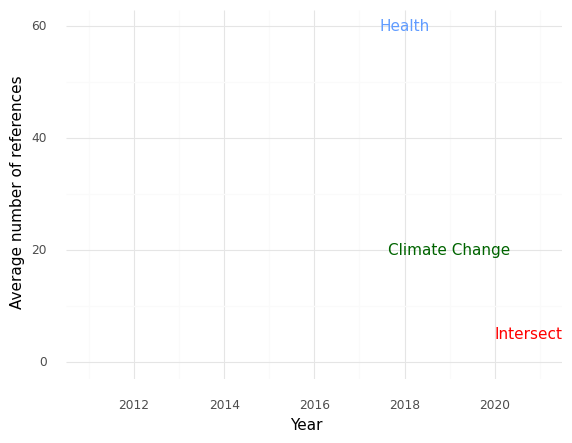 60
Health
40
Average number of references
20
Climate Change
Intersect
0
2012 2014 2016 2018 2020
Year